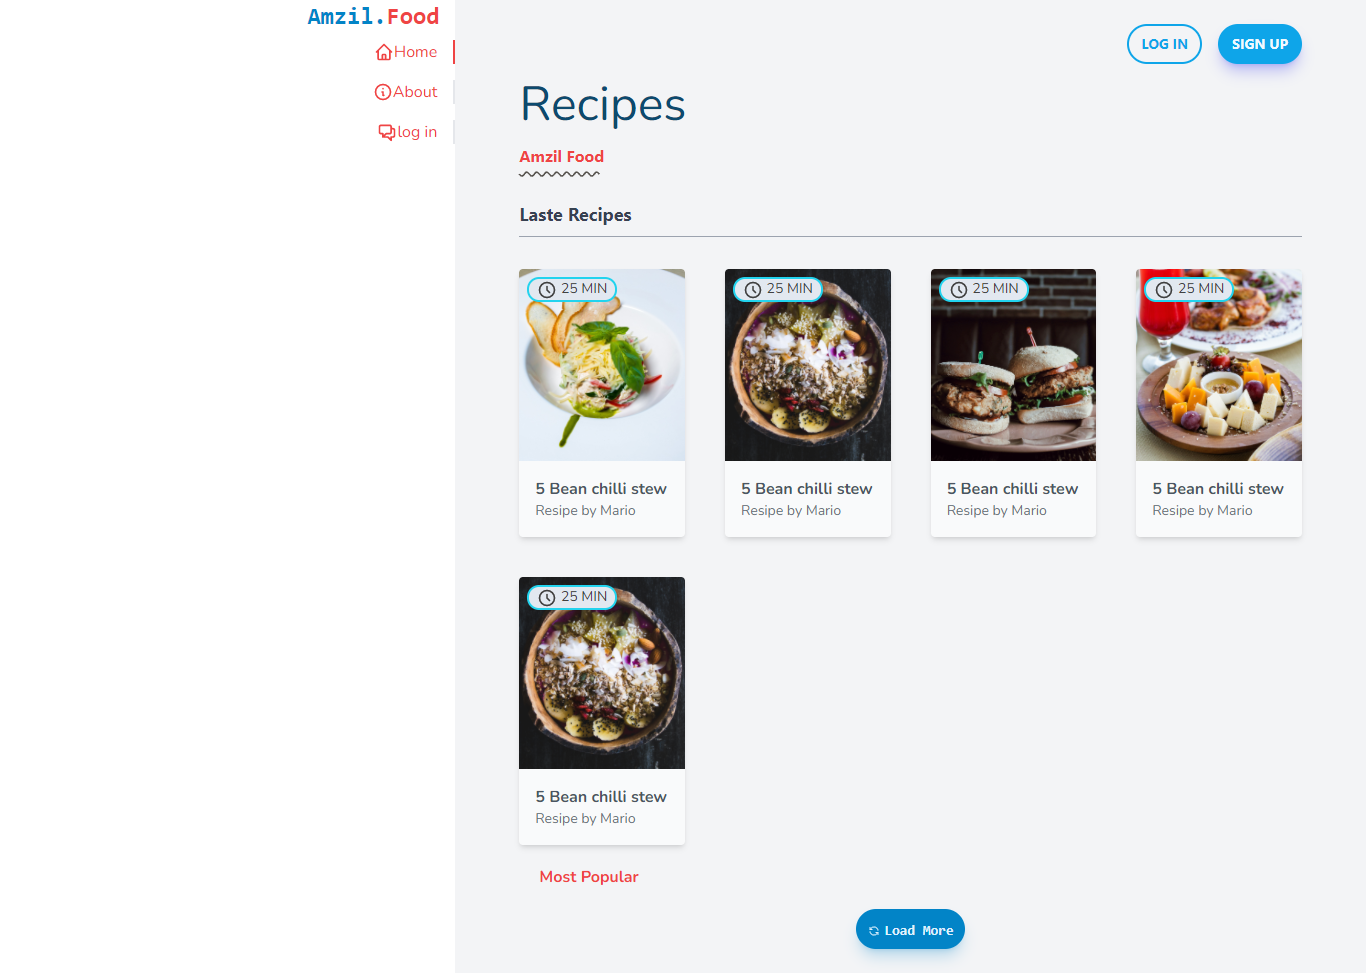 Amzil.Food
Home
About
log in
LOG IN
SIGN UP
Recipes
Amzil Food
Laste Recipes
25 MIN
25 MIN
25 MIN
25 MIN
5 Bean chilli stew
Resipe by Mario
5 Bean chilli stew
Resipe by Mario
5 Bean chilli stew
Resipe by Mario
5 Bean chilli stew
Resipe by Mario
25 MIN
5 Bean chilli stew
Resipe by Mario
Most Popular
Load More